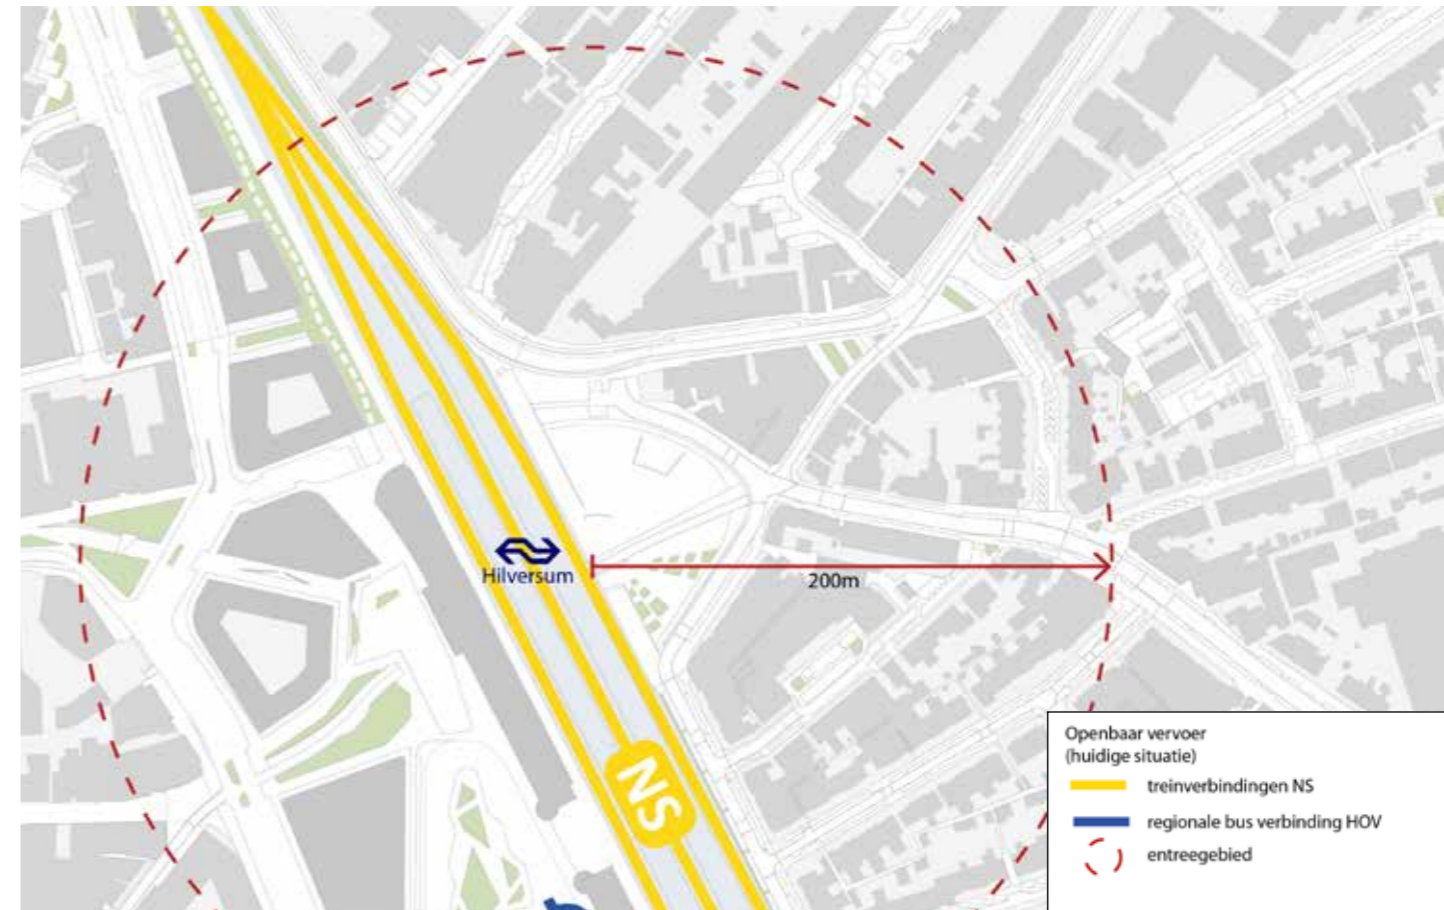 Hilversum
200m
NS
Openbaar vervoer
(huidige situatie)
treinverbindingen NS
regionale bus verbinding HOV
entreegebied